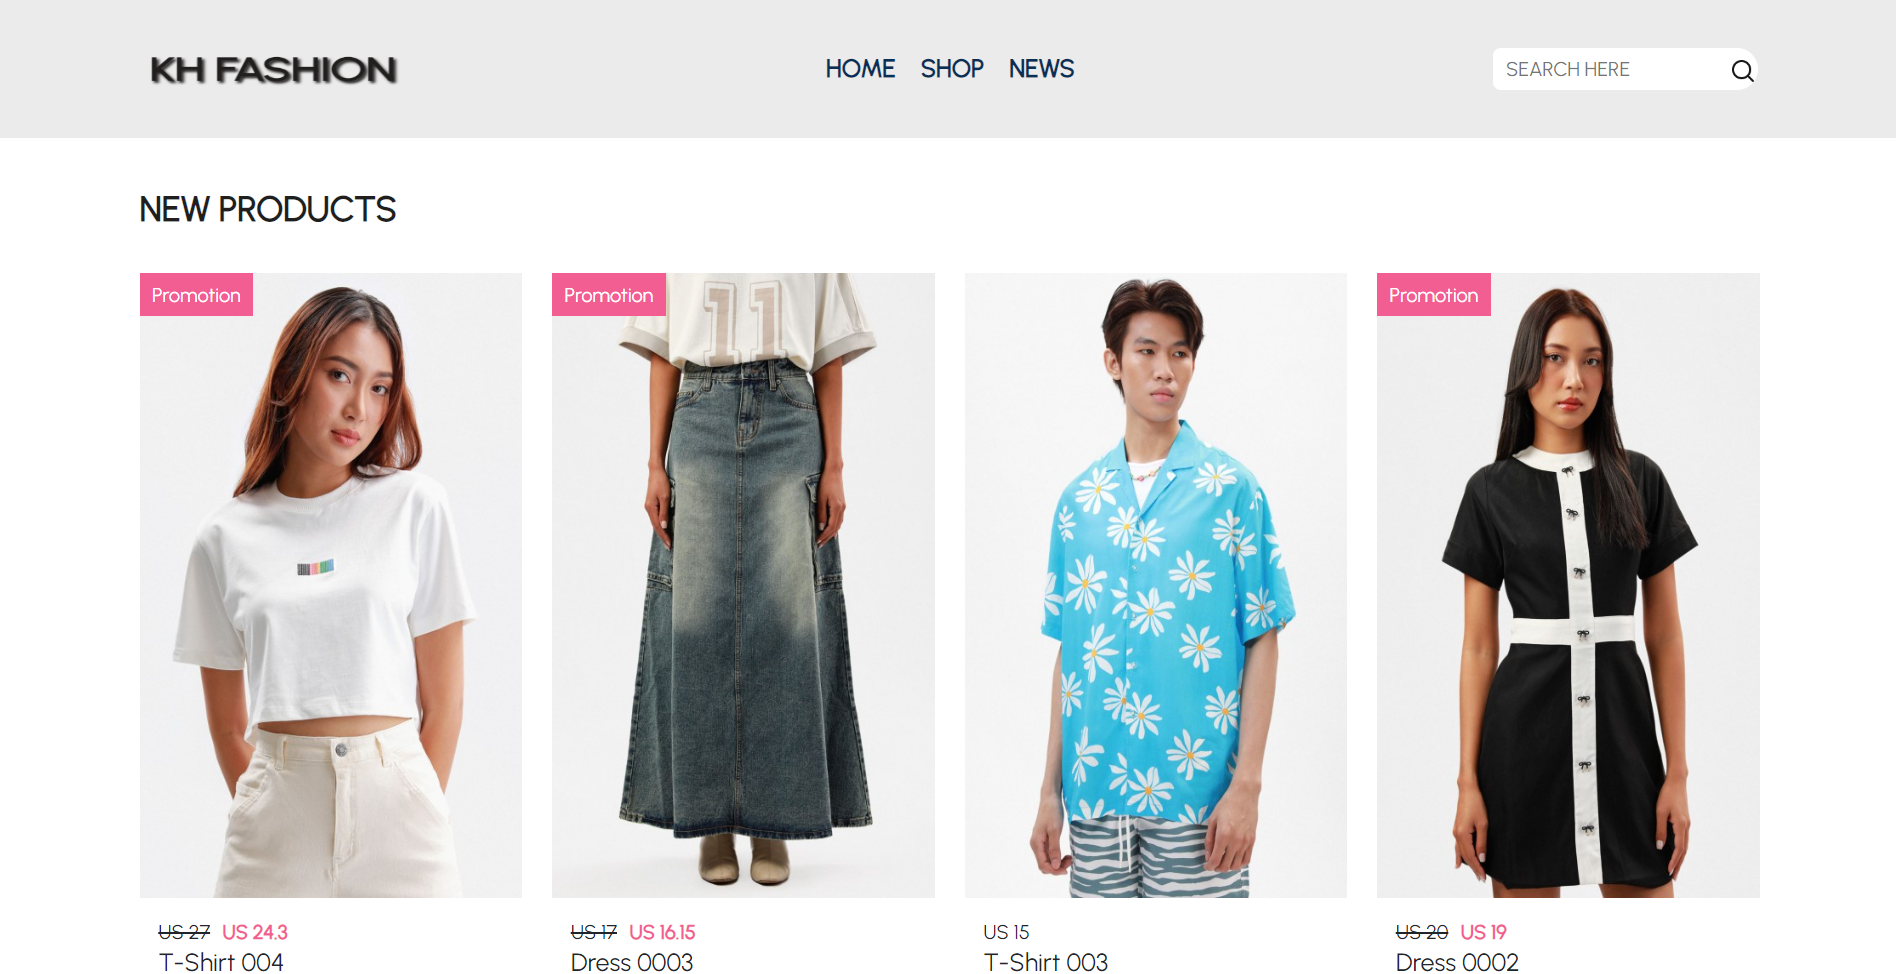 KH FASHION
HOME SHOP NEWS
SEARCH HERE
NEW PRODUCTS
Promotion
Promotion
Promotion
11
US 27 US 24.3
T-Shirt 004
US 17 US 16.15
Dress 0003
US 15
T-Shirt 003
US 20 US 19
Dress 0002